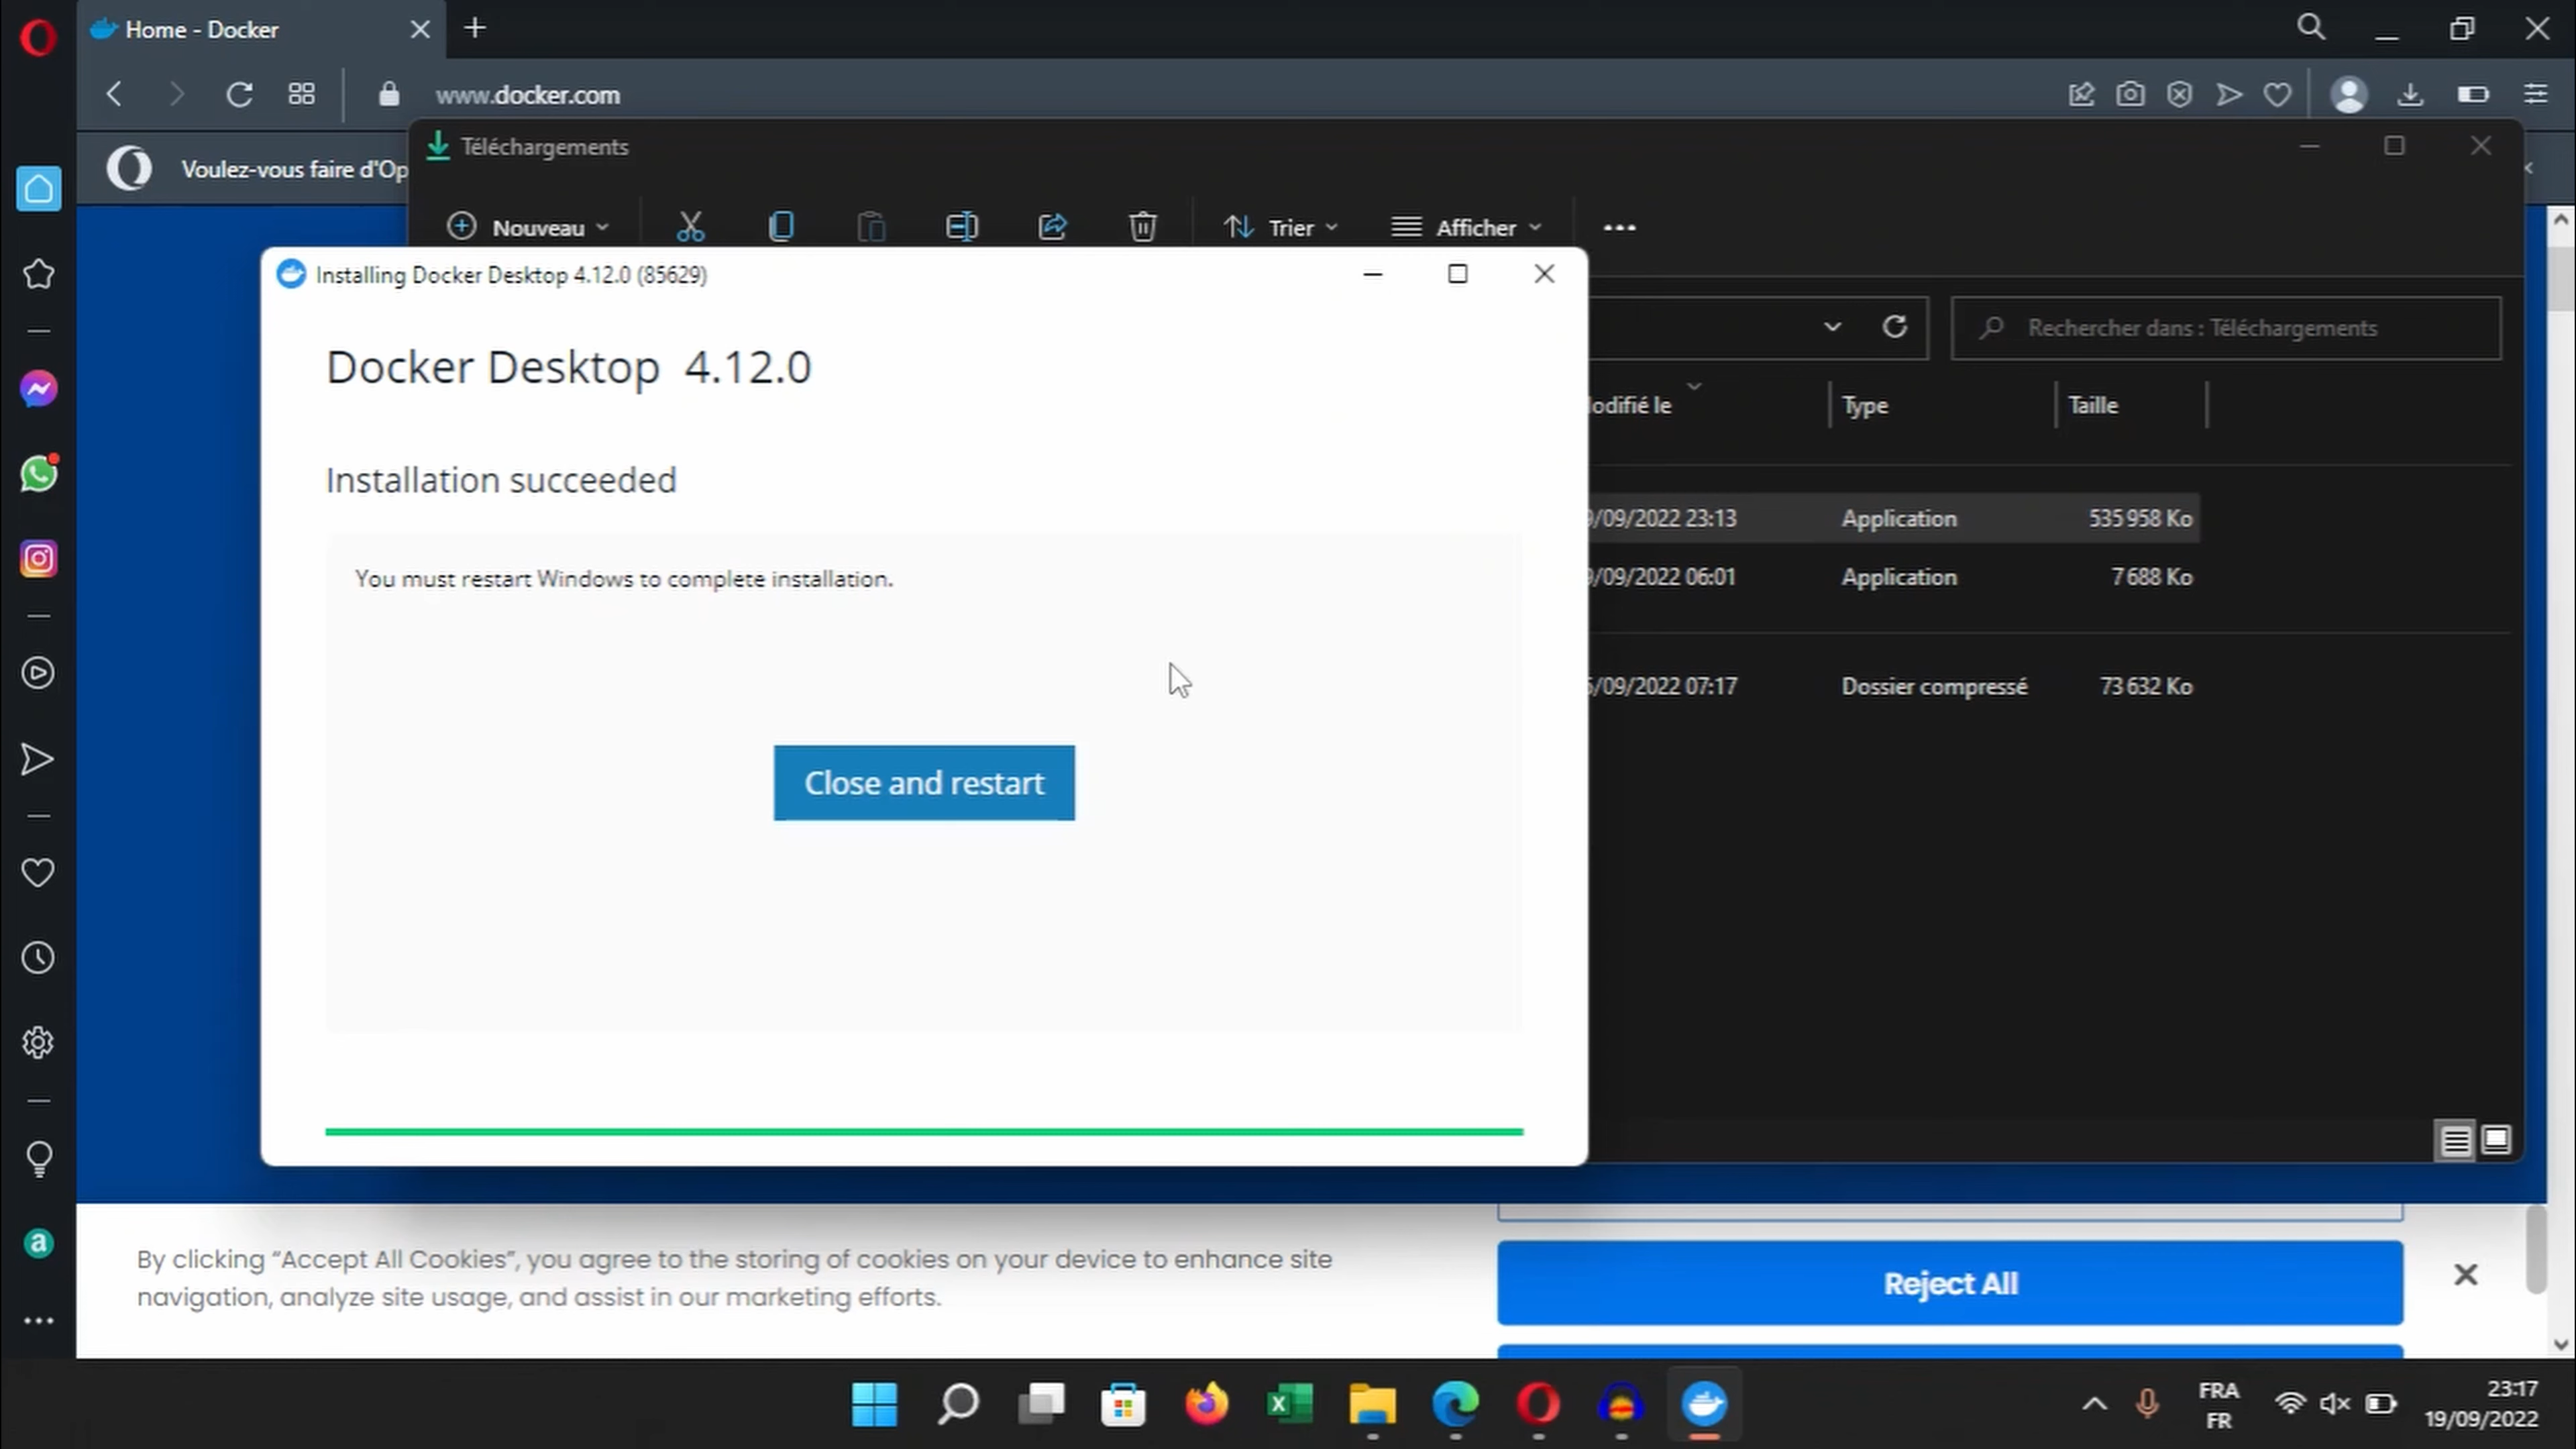 Home - Docker
www.docker.com
Téléchargements
Voulez-vous faire d'Op
Nouveau
Trier
Afficher
Installing Docker Desktop 4.12.0 (85629)
Rechercher dans : Téléchargements
Docker Desktop 4.12.0
odifié le
Type
Taille
Installation succeeded
9/09/2022 23:13
Application
535 958 Ko
You must restart Windows to complete installation.
9/09/2022 06:01
Application
7 688 Ko
/09/2022 07:17
Dossier compressé
73 632 Ko
Close and restart
By clicking “Accept All Cookies”, you agree to the storing of cookies on your device to enhance site
navigation, analyze site usage, and assist in our marketing efforts.
Reject All
FRA
FR
23:17
19/09/2022